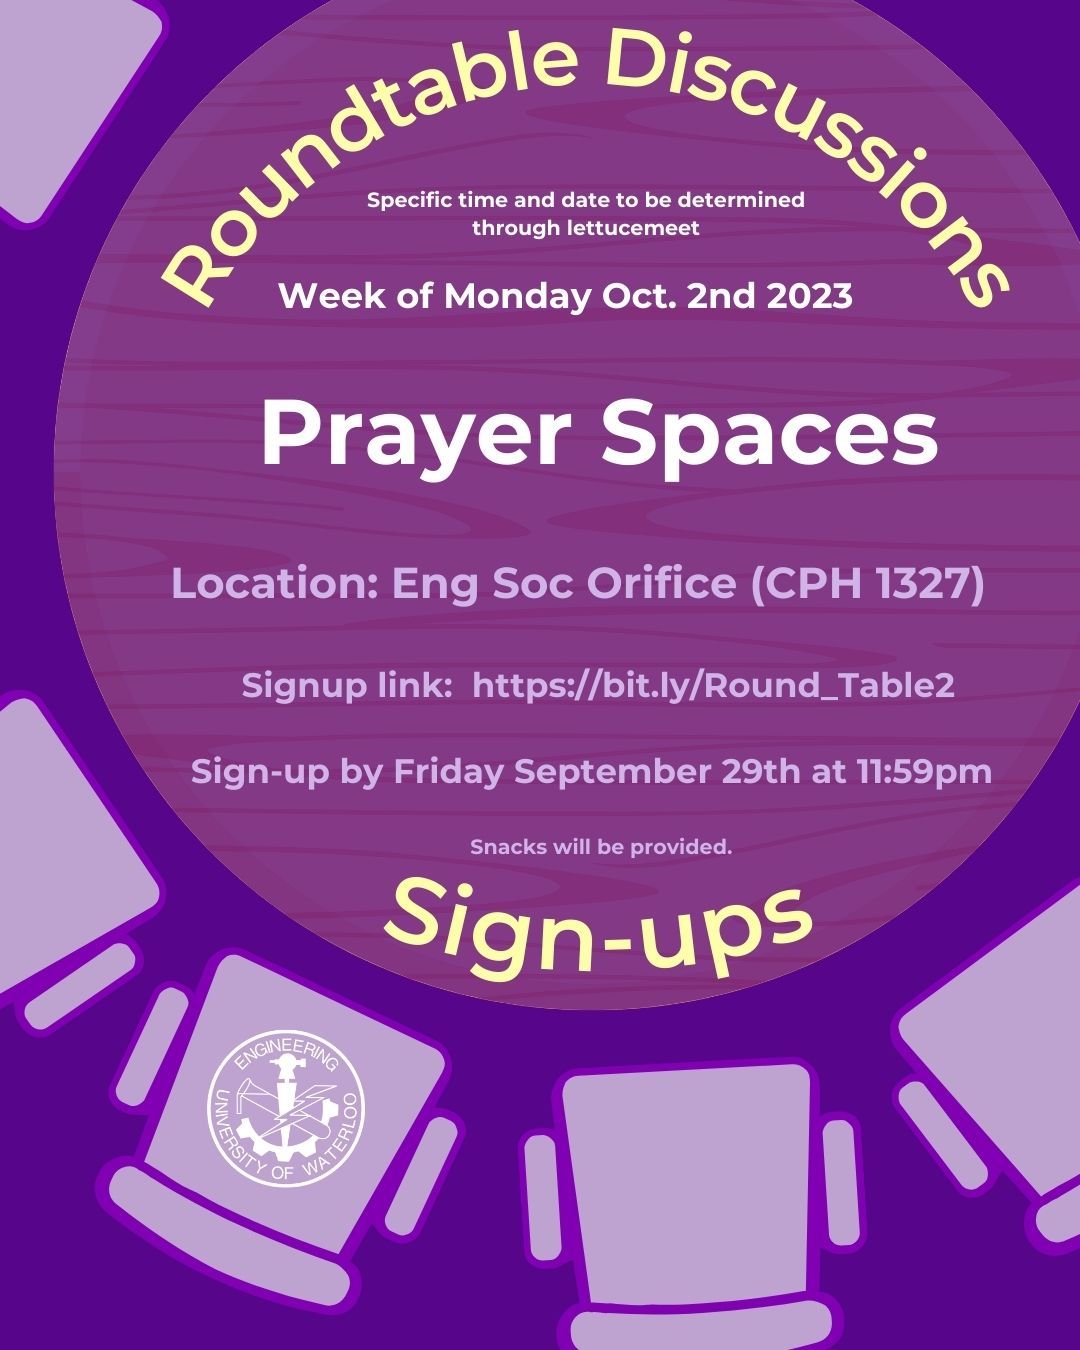 Roundtable Discussions
Specific time and date to be determined
through lettucemeet
Week of Monday Oct. 2nd 2023
Prayer Spaces
Location: Eng Soc Orifice (CPH 1327)
Signup link:  https://bit.ly/Round_Table2
Sign-up by Friday September 29th at 11:59pm
Snacks will be provided.
Sign-ups
ENGINEERING
UNIVERSITY OF WATERLOO